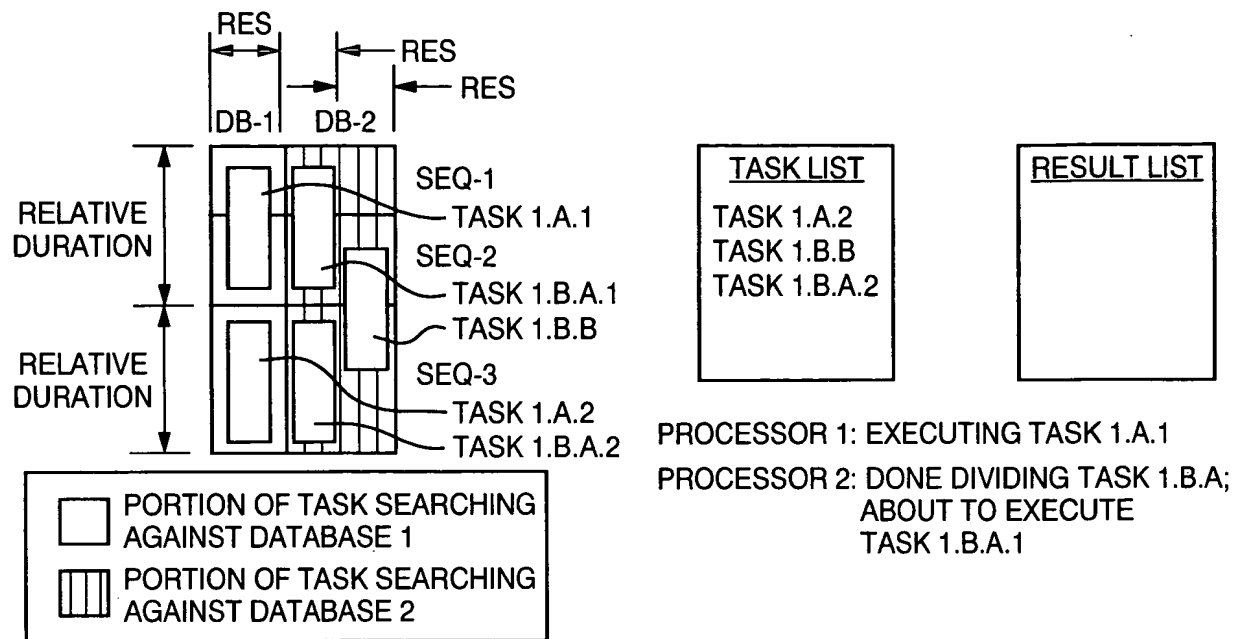 RES
RES
RES
DB-1 DB-2
RELATIVE
DURATION
SEQ-1
TASK 1.A.1
SEQ-2
TASK 1.B.A.1
TASK 1.B.B
RELATIVE
DURATION
SEQ-3
TASK 1.A.2
TASK 1.B.A.2
PORTION OF TASK SEARCHING
AGAINST DATABASE 1
PORTION OF TASK SEARCHING
AGAINST DATABASE 2
TASK LIST
TASK 1.A.2
TASK 1.B.B
TASK 1.B.A.2
RESULT LIST
PROCESSOR 1: EXECUTING TASK 1.A.1
PROCESSOR 2: DONE DIVIDING TASK 1.B.A;
ABOUT TO EXECUTE
TASK 1.B.A.1